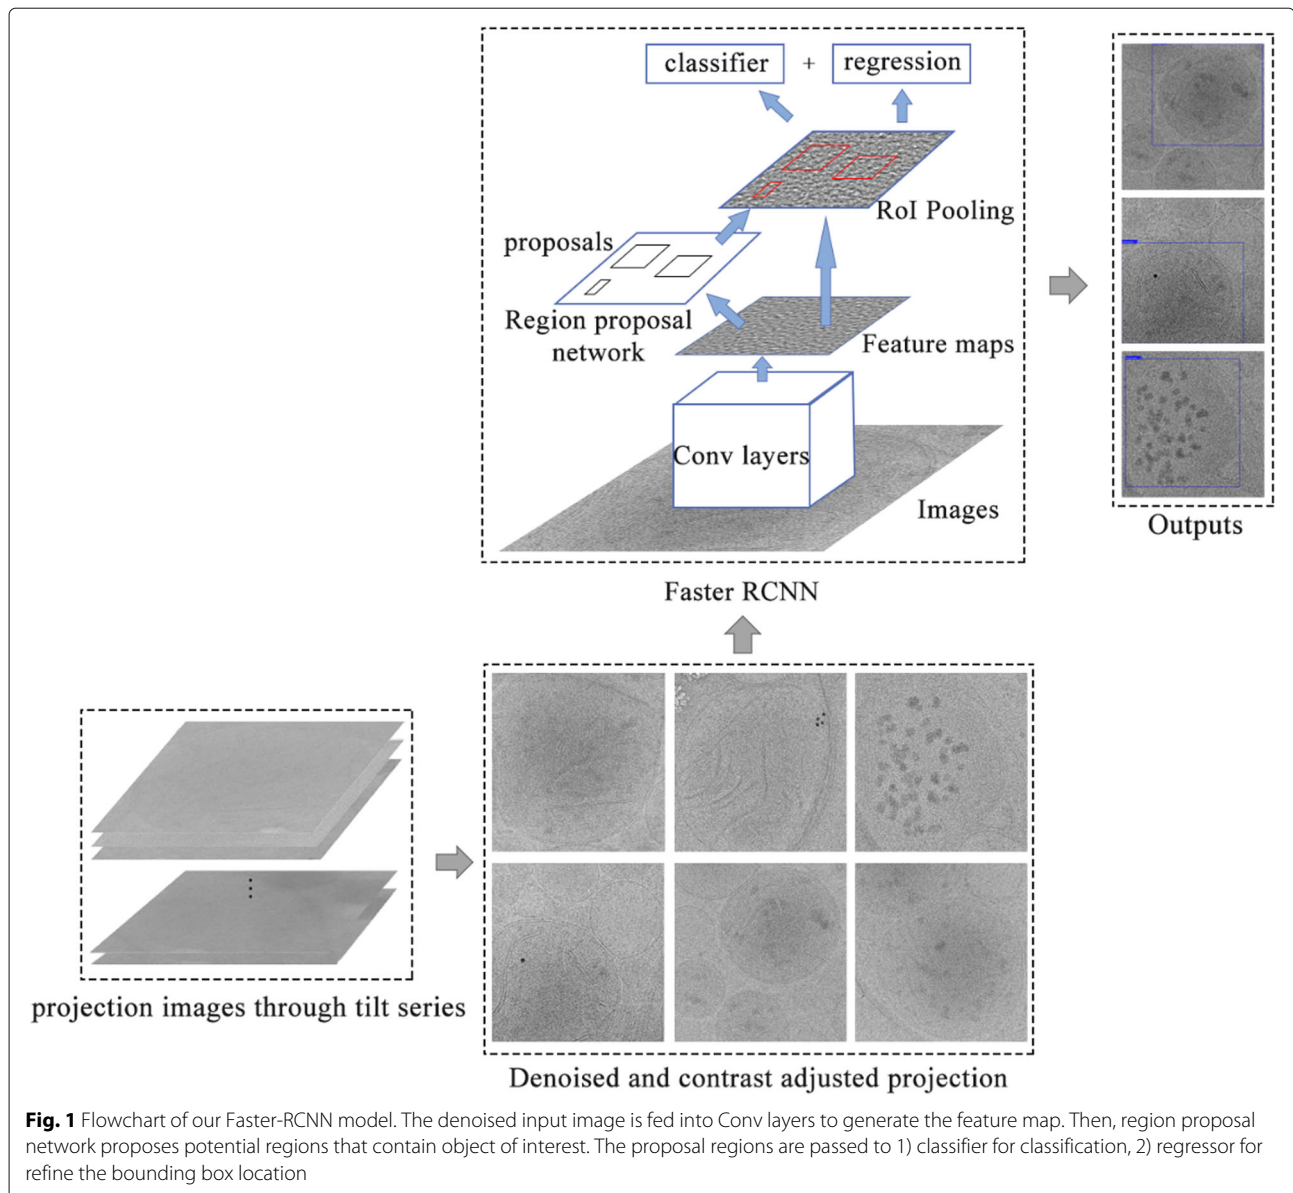 classifier + regression
RoI Pooling
proposals
Region proposal
network
Feature maps
Conv layers
Images
Outputs
Faster RCNN
projection images through tilt series
Denoised and contrast adjusted projection
Fig. 1 Flowchart of our Faster-RCNN model. The denoised input image is fed into Conv layers to generate the feature map. Then, region proposal
network proposes potential regions that contain object of interest. The proposal regions are passed to 1) classifier for classification, 2) regressor for
refine the bounding box location